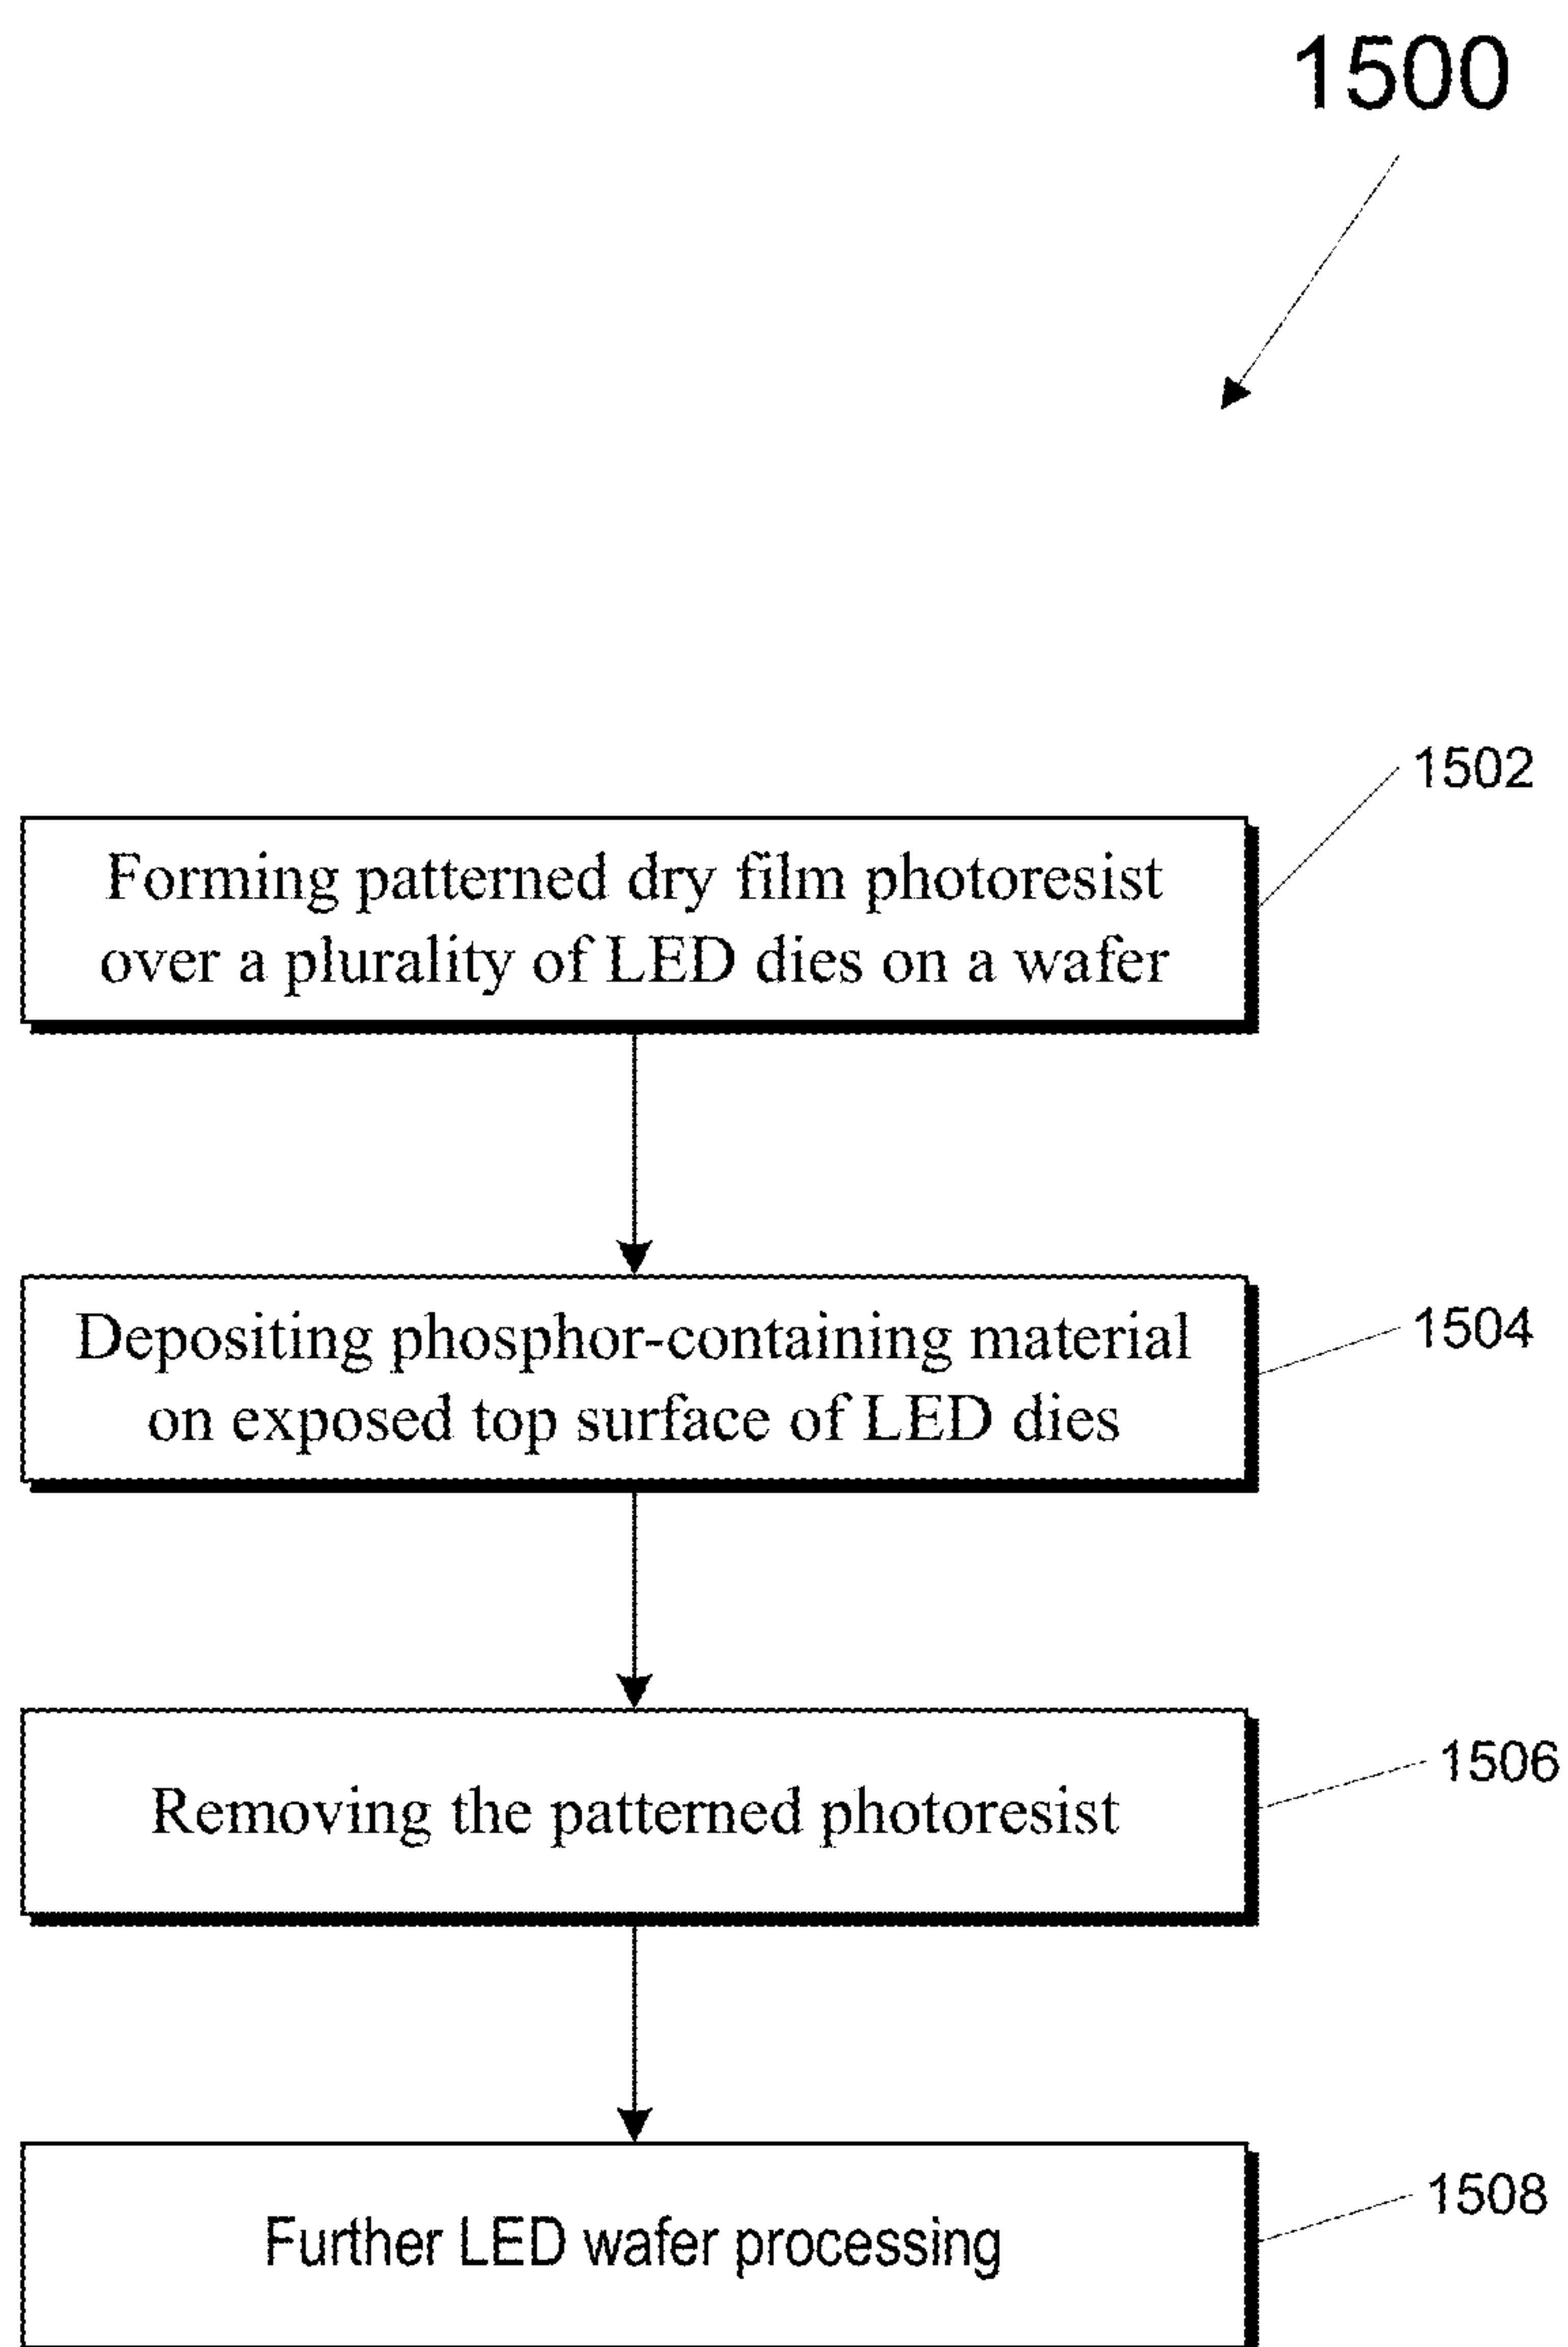 1500
1502
Forming patterned dry film photoresist
over a plurality of LED dies on a wafer
1504
Depositing phosphor-containing material
on exposed top surface of LED dies
1506
Removing the patterned photoresist
1508
Further LED wafer processing